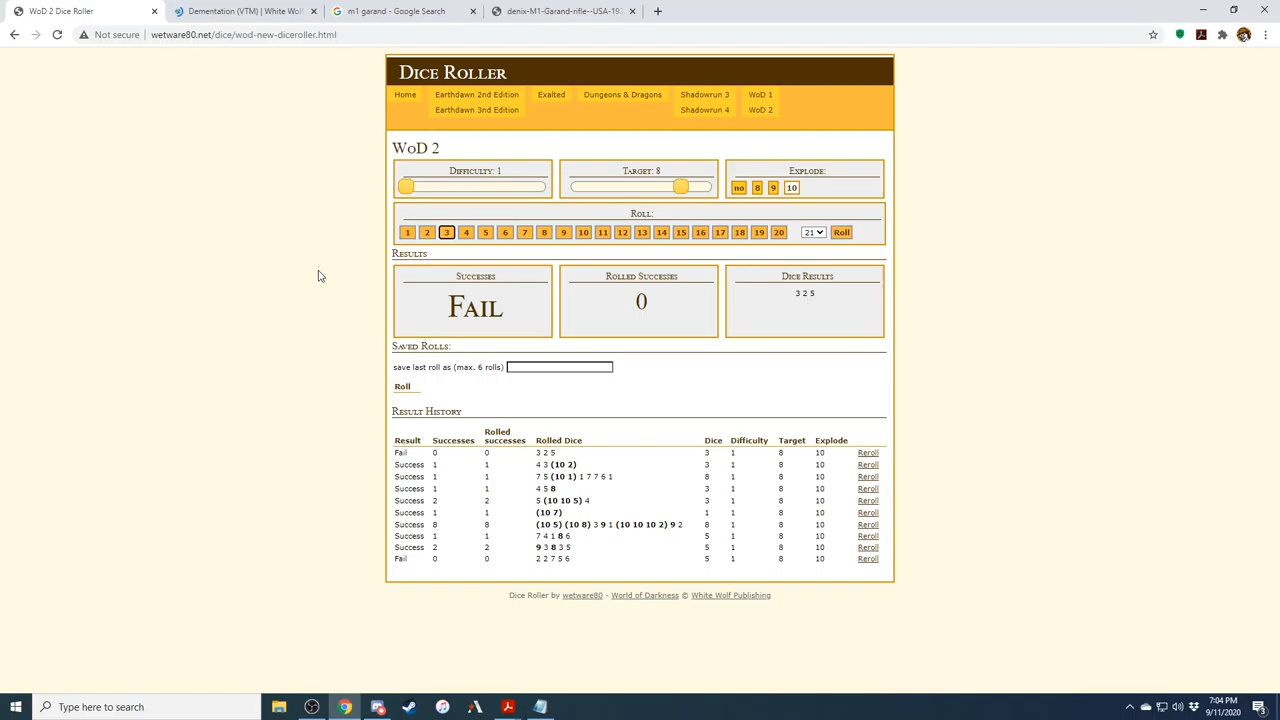 WoD 2 Dice Roller
Dementation (VTM) | White Wolf
m1 garand - Google Search
denix-M1-Garand-rifle--USA-193
Not secure | wetware80.net/dice/wod-new-diceroller.html
Dice Roller
Home Earthdawn 2nd Edition Exalted Dungeons & Dragons Shadowrun 3 WoD 1
Earthdawn 3nd Edition Shadowrun 4 WoD 2
WoD 2
Difficulty: 1 Target: 8 Explode:
no 8 9 10
Roll:
1 2 3 4 5 6 7 8 9 10 11 12 13 14 15 16 17 18 19 20 21 Roll
Results
Successes Rolled Successes Dice Results
Fail 0 3 2 5
Saved Rolls:
save last roll as (max. 6 rolls)
Roll
Result History
Result Successes Rolled successes Rolled Dice Dice Difficulty Target Explode
Fail 0 0 3 2 5 3 1 8 10 Reroll
Success 1 1 4 3 (10 2) 3 1 8 10 Reroll
Success 1 1 7 5 (10 1) 1 7 7 6 1 8 1 8 10 Reroll
Success 1 1 4 5 8 3 1 8 10 Reroll
Success 2 2 5 (10 10 5) 4 3 1 8 10 Reroll
Success 1 1 (10 7) 1 1 8 10 Reroll
Success 8 8 (10 5) (10 8) 3 9 1 (10 10 10 2) 9 2 8 1 8 10 Reroll
Success 1 1 7 4 1 8 6 5 1 8 10 Reroll
Success 2 2 9 3 8 3 5 5 1 8 10 Reroll
Fail 0 0 2 2 7 5 6 5 1 8 10 Reroll
Dice Roller by wetware80 - World of Darkness © White Wolf Publishing
Type here to search
7:04 PM
9/11/2020
3